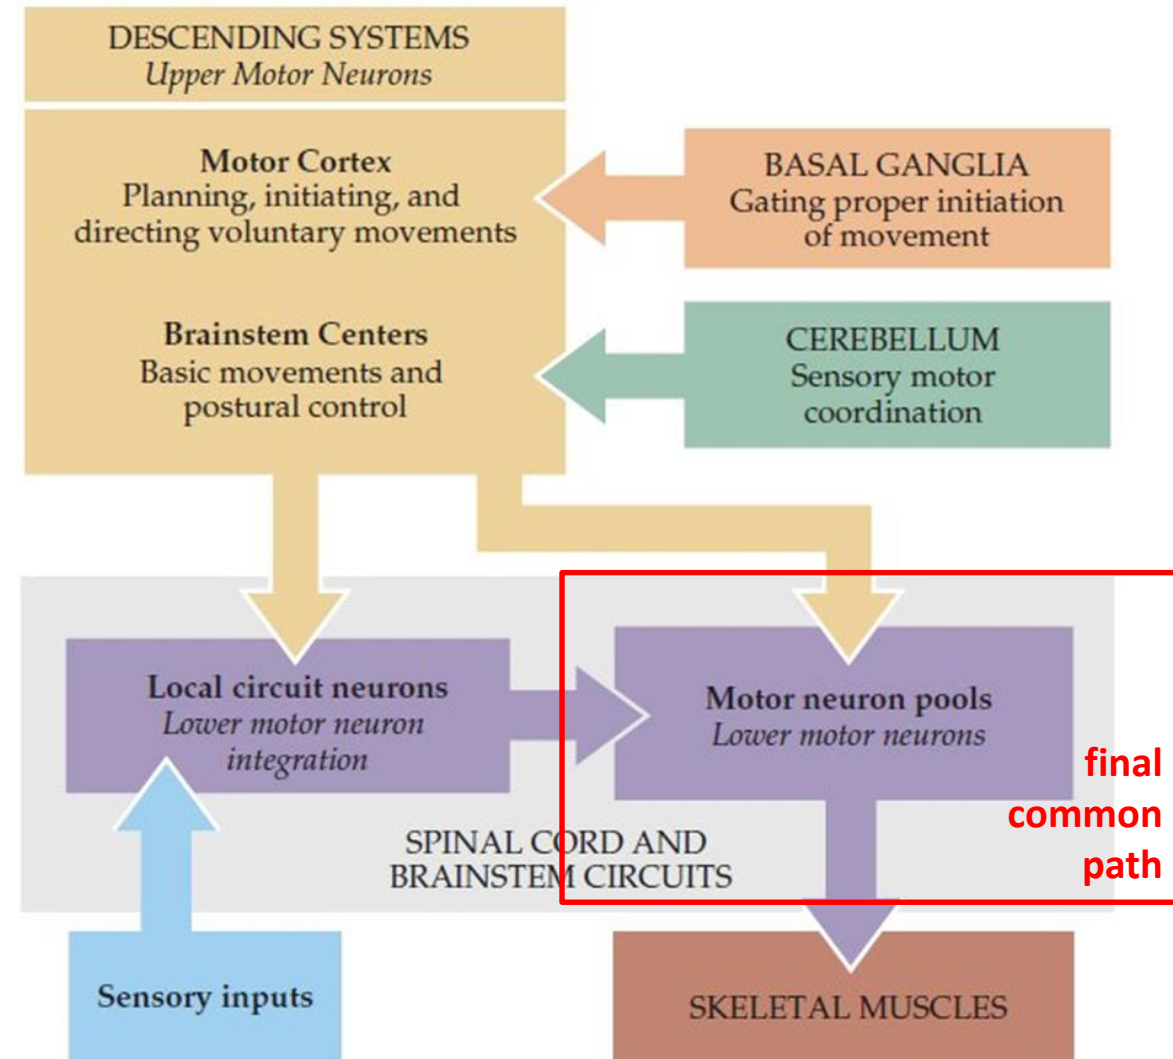 DESCENDING SYSTEMS
Upper Motor Neurons
Motor Cortex
Planning, initiating, and
directing voluntary movements
Brainstem Centers
Basic movements and
postural control
BASAL GANGLIA
Gating proper initiation
of movement
CEREBELLUM
Sensory motor
coordination
Local circuit neurons
Lower motor neuron
integration
Motor neuron pools
Lower motor neurons
final
common
path
SPINAL CORD AND
BRAINSTEM CIRCUITS
Sensory inputs
SKELETAL MUSCLES